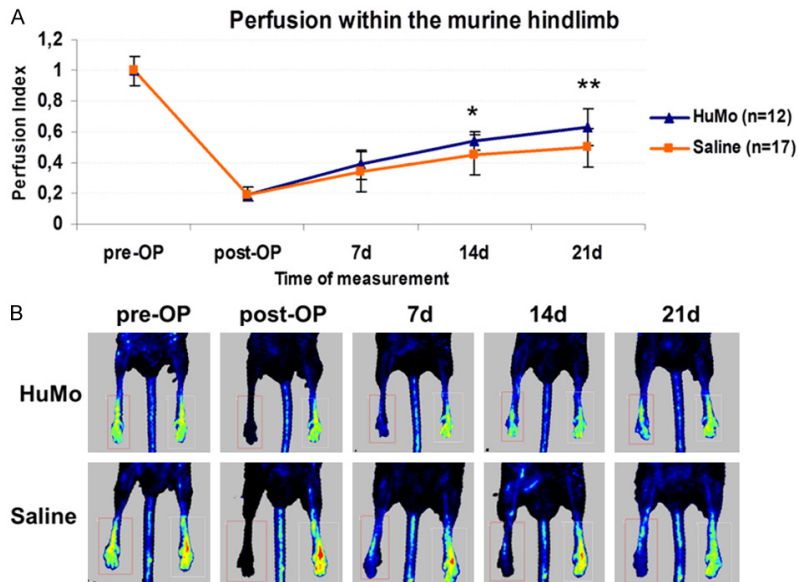 A
Perfusion within the murine hindlimb
Perfusion Index
1,2
1
0,8
0,6
0,4
0,2
0
*
**
HuMo (n=12)
Saline (n=17)
pre-OP post-OP 7d 14d 21d
Time of measurement
B
pre-OP post-OP 7d 14d 21d
HuMo
Saline